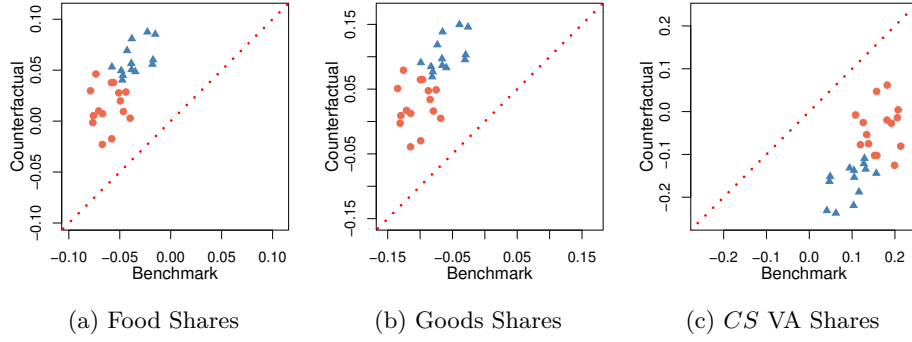 0.10
0.05
0.00
−0.05
−0.10
Counterfactual
−0.10 −0.05 0.00 0.05 0.10
Benchmark
(a) Food Shares
0.15
0.05
−0.05
−0.15
Counterfactual
−0.15 −0.05 0.05 0.15
Benchmark
(b) Goods Shares
0.2
0.1
0.0
−0.1
−0.2
Counterfactual
−0.2 −0.1 0.0 0.1 0.2
Benchmark
(c) CS VA Shares